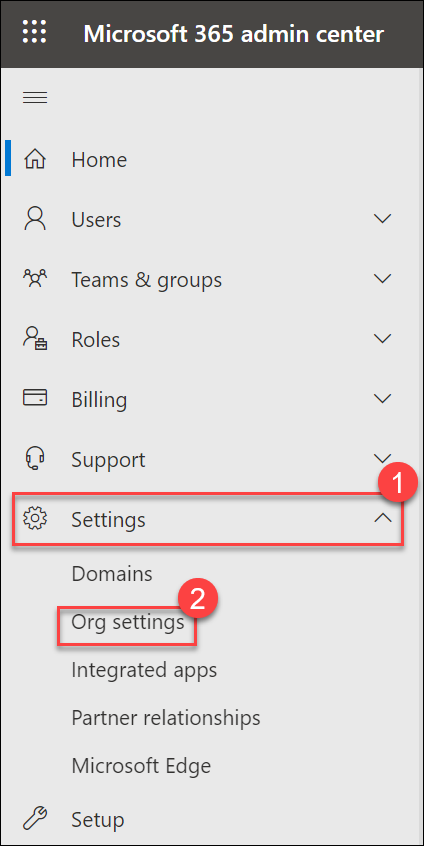 Microsoft 365 admin center
Home
Users
Teams & groups
Roles
Billing
Support
1
Settings
Domains
2
Org settings
Integrated apps
Partner relationships
Microsoft Edge
Setup